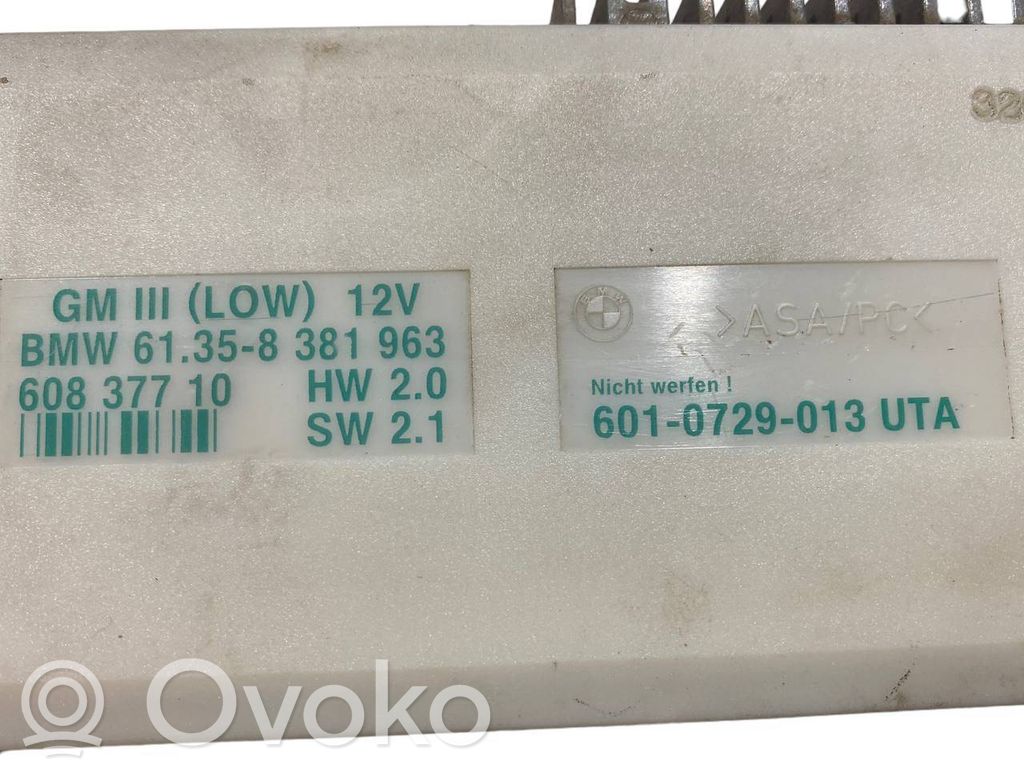 GM III (LOW) 12V
BMW 61.35-8 381 963
608 377 10 HW 2.0
SW 2.1
BMW
>ASA/PC<
Nicht werfen !
601-0729-013 UTA
Ovoko